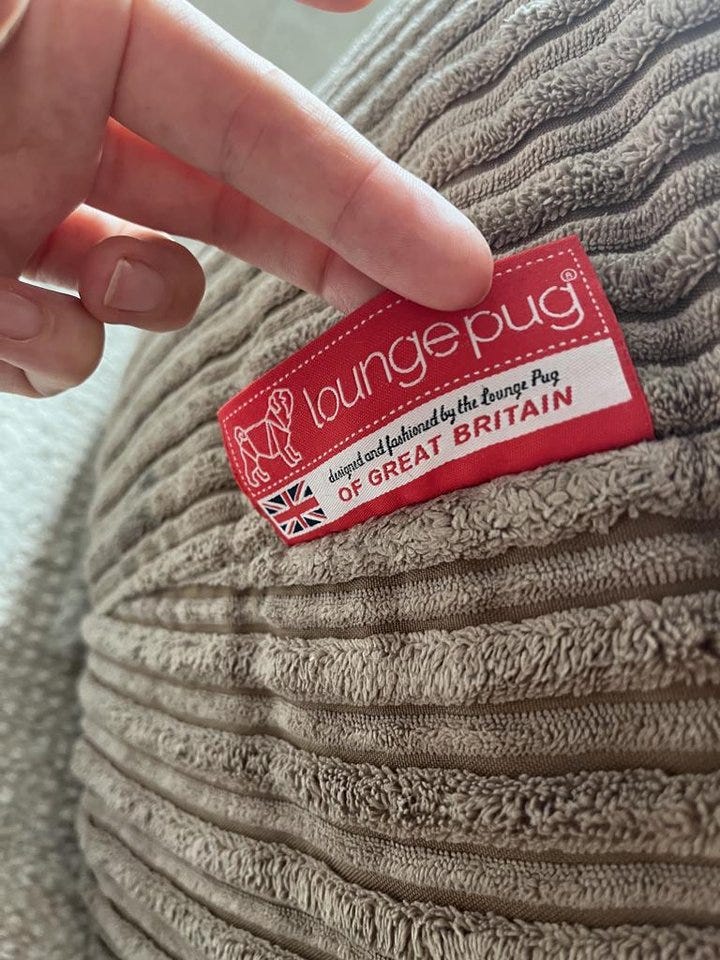 loungepug®
designed and fashioned by the Lounge Pug
OF GREAT BRITAIN